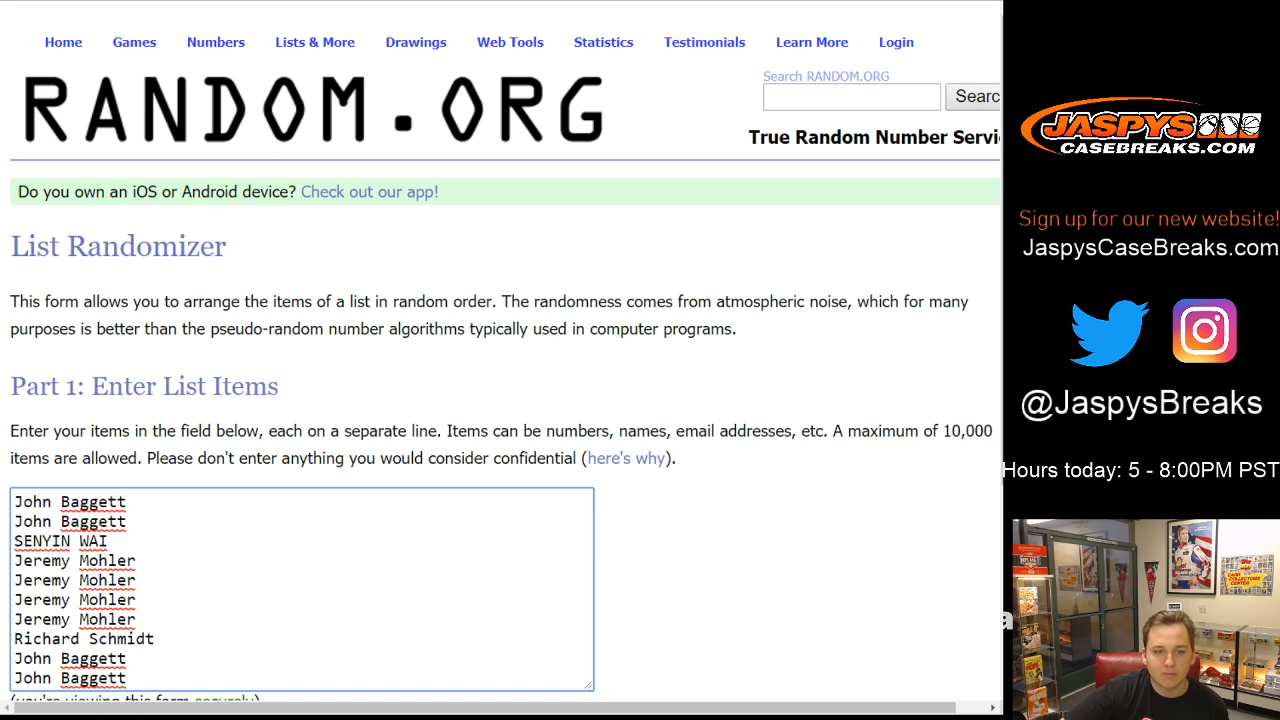 Home Games Numbers Lists & More Drawings Web Tools Statistics Testimonials Learn More Login
RANDOM.ORG
Search RANDOM.ORG
Searc
True Random Number Servi
Do you own an iOS or Android device? Check out our app!
List Randomizer
This form allows you to arrange the items of a list in random order. The randomness comes from atmospheric noise, which for many
purposes is better than the pseudo-random number algorithms typically used in computer programs.
Part 1: Enter List Items
Enter your items in the field below, each on a separate line. Items can be numbers, names, email addresses, etc. A maximum of 10,000
items are allowed. Please don't enter anything you would consider confidential (here's why).
John Baggett
John Baggett
SENYIN WAI
Jeremy Mohler
Jeremy Mohler
Jeremy Mohler
Jeremy Mohler
Richard Schmidt
John Baggett
John Baggett
(you're viewing this form securely)
JASPYS
CASEBREAKS.COM
Sign up for our new website!
JaspysCaseBreaks.com
@JaspysBreaks
Hours today: 5 - 8:00PM PST
a